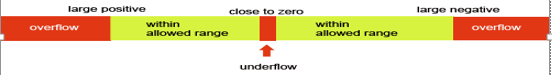 large positive
close to zero
large negative
overflow
within
allowed range
within
allowed range
overflow
underflow